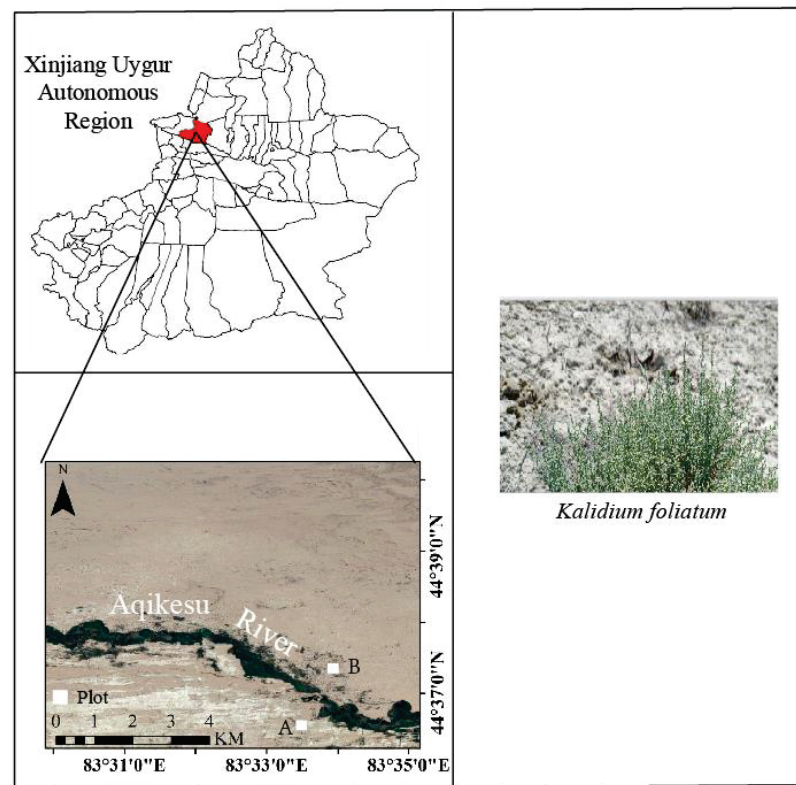 Xinjiang Uygur
Autonomous
Region
N
Aqikesu
River
B
Plot
A
0 1 2 3 4
KM
44°39'0"N
44°37'0"N
83°31'0"E 83°33'0"E 83°35'0"E
Kalidium foliatum